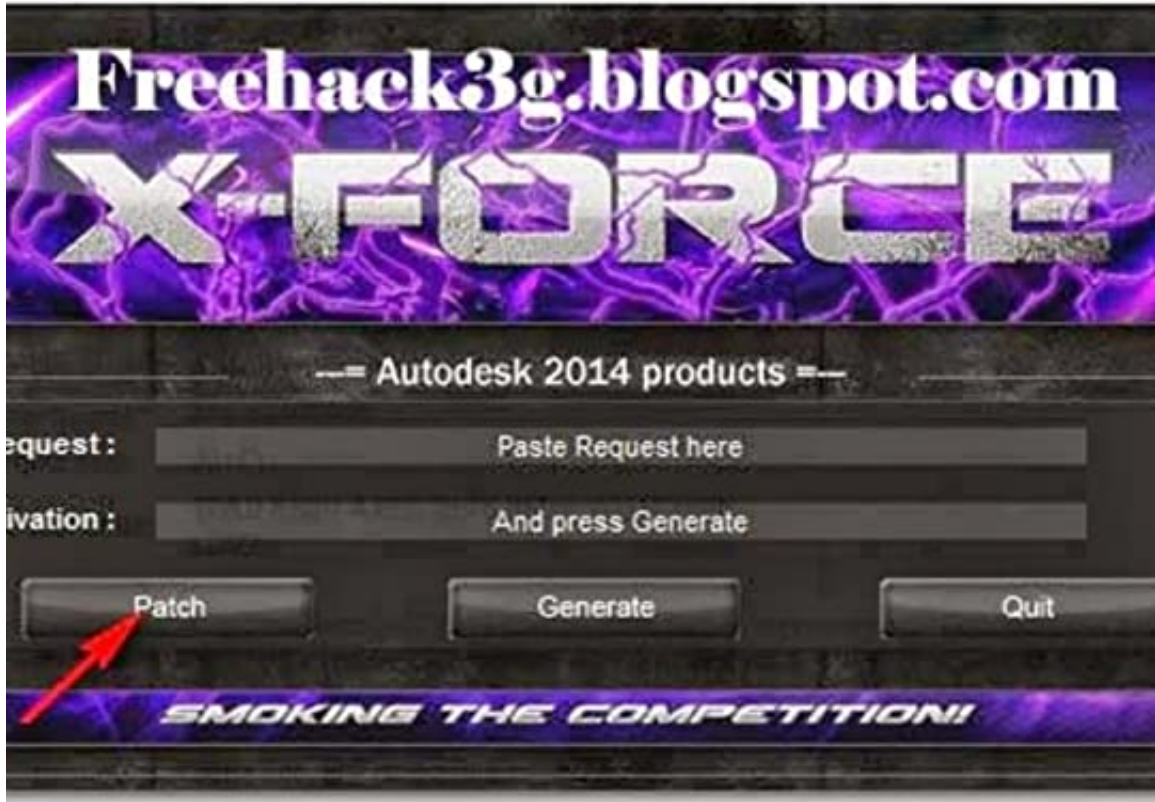 Freehack3g.blogspot.com
X-FORCE
---= Autodesk 2014 products =---
equest :
Paste Request here
ivation :
And press Generate
Patch
Generate
Quit
SMOKING THE COMPETITION!